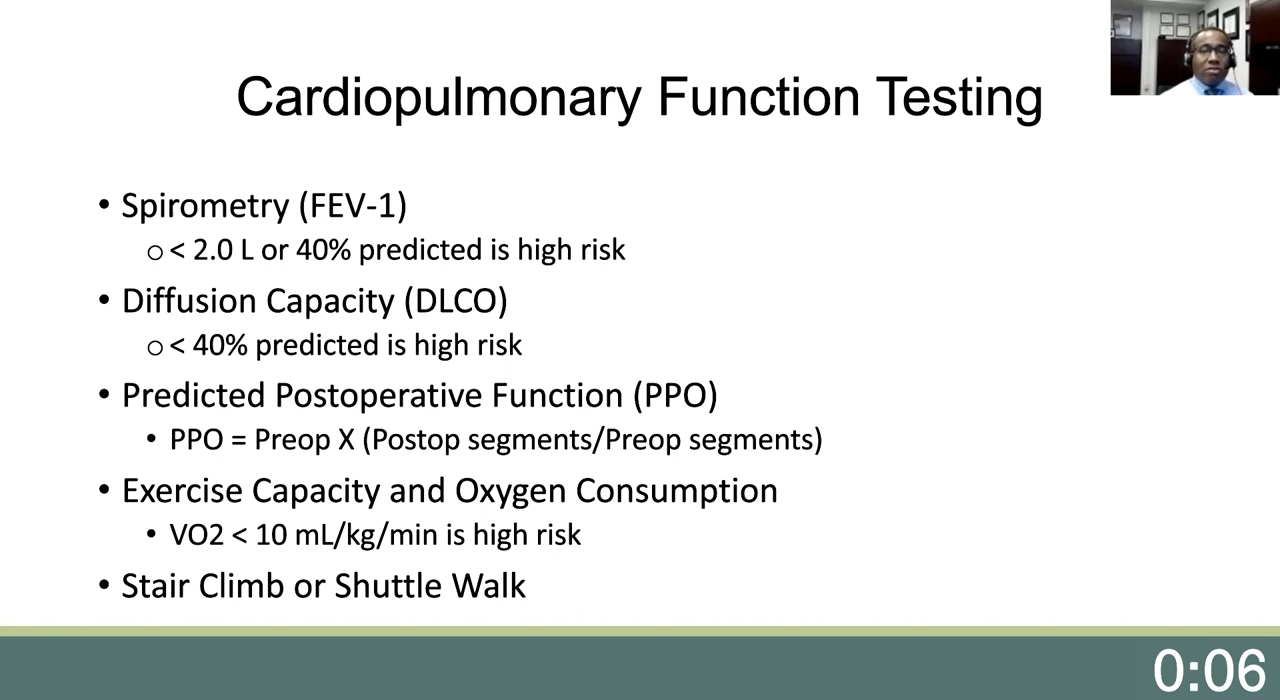 Cardiopulmonary Function Testing
• Spirometry (FEV-1)
○ < 2.0 L or 40% predicted is high risk
• Diffusion Capacity (DLCO)
○ < 40% predicted is high risk
• Predicted Postoperative Function (PPO)
• PPO = Preop X (Postop segments/Preop segments)
• Exercise Capacity and Oxygen Consumption
• VO2 < 10 mL/kg/min is high risk
• Stair Climb or Shuttle Walk
0:06